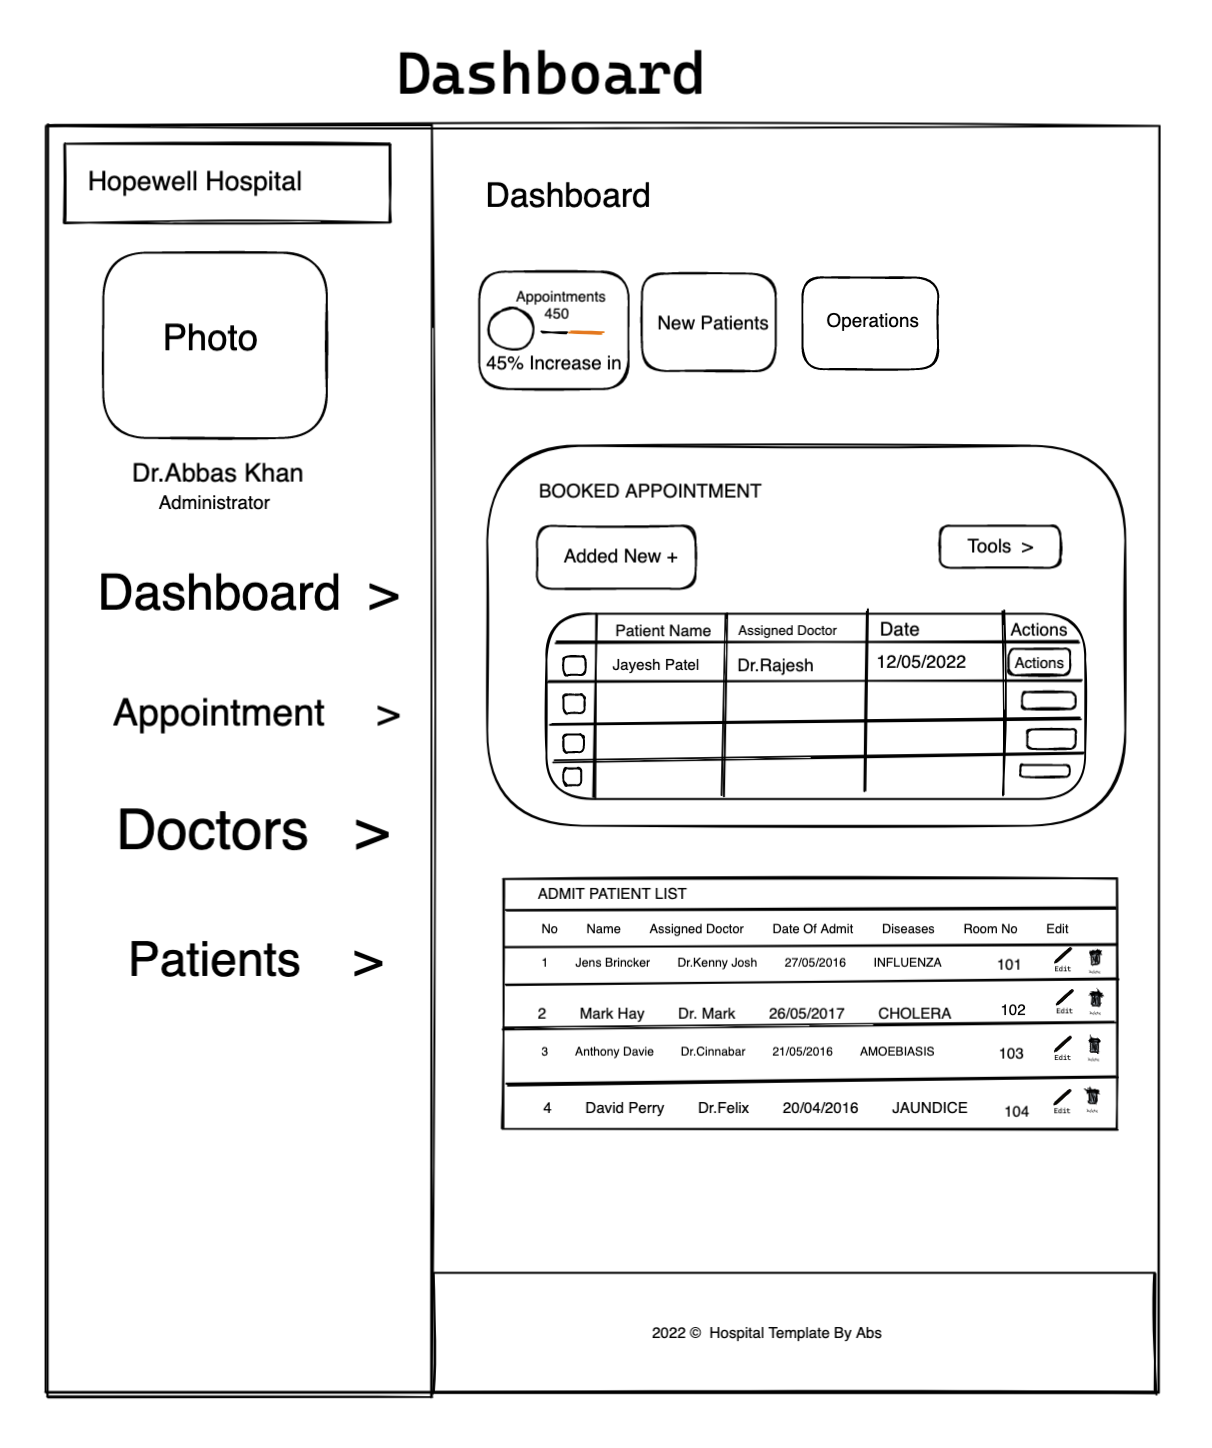 Dashboard
Hopewell Hospital
Photo
Dr.Abbas Khan
Administrator
Dashboard >
Appointment >
Doctors >
Patients >
Dashboard
Appointments
450
45% Increase in
New Patients
Operations
BOOKED APPOINTMENT
Added New +
Tools >
Patient Name Assigned Doctor Date Actions
Jayesh Patel Dr.Rajesh 12/05/2022 Actions
ADMIT PATIENT LIST
No Name Assigned Doctor Date Of Admit Diseases Room No Edit
1 Jens Brincker Dr.Kenny Josh 27/05/2016 INFLUENZA 101 Edit
2 Mark Hay Dr. Mark 26/05/2017 CHOLERA 102 Edit
3 Anthony Davie Dr.Cinnabar 21/05/2016 AMOEBIASIS 103 Edit
4 David Perry Dr.Felix 20/04/2016 JAUNDICE 104 Edit
2022 © Hospital Template By Abs